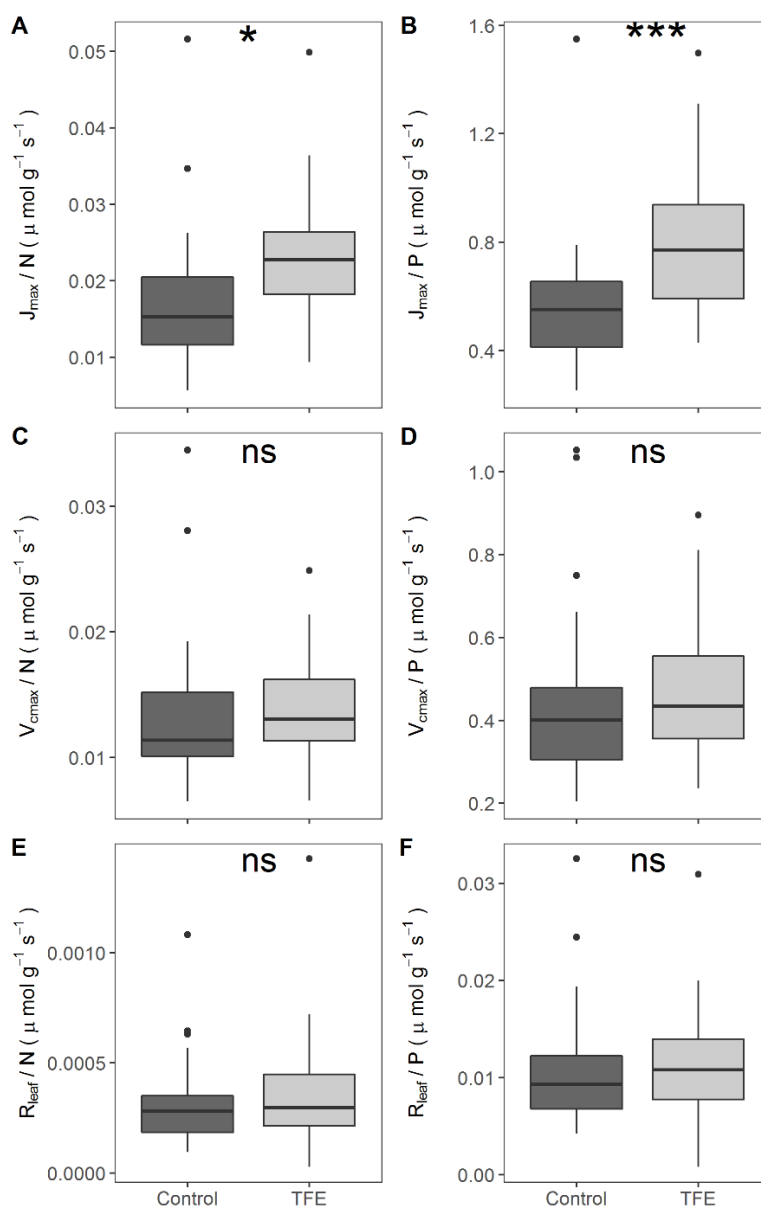 A
*
0.05
0.04
0.03
0.02
0.01
Jmax / N ( μ mol g⁻¹ s⁻¹ )
B
***
1.6
1.2
0.8
0.4
Jmax / P ( μ mol g⁻¹ s⁻¹ )
C
ns
0.03
0.02
0.01
Vcmax / N ( μ mol g⁻¹ s⁻¹ )
D
ns
1.0
0.8
0.6
0.4
0.2
Vcmax / P ( μ mol g⁻¹ s⁻¹ )
E
ns
0.0010
0.0005
0.0000
Rleaf / N ( μ mol g⁻¹ s⁻¹ )
Control TFE
F
ns
0.03
0.02
0.01
0.00
Rleaf / P ( μ mol g⁻¹ s⁻¹ )
Control TFE